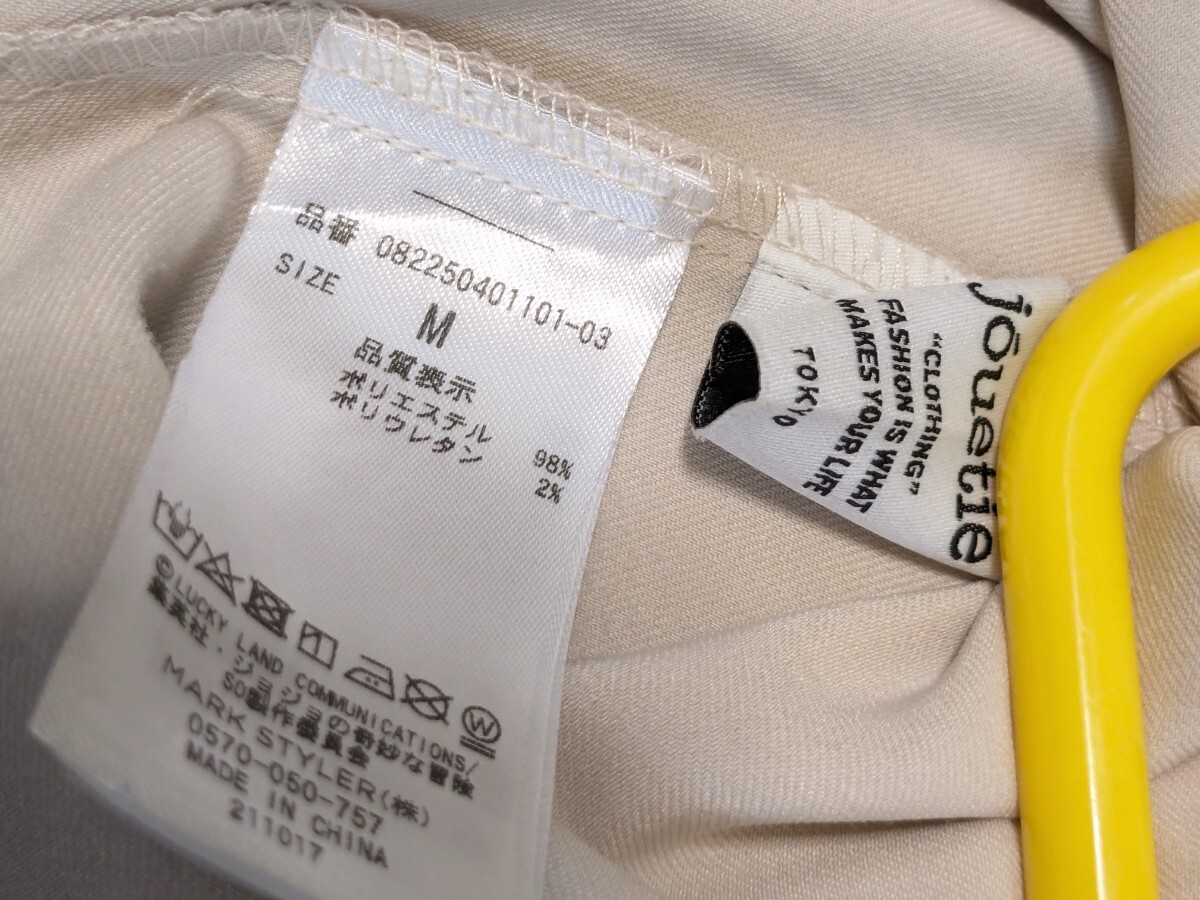 品番 082250401101-03
SIZE
M
品質表示
ポリエステル 98%
ポリウレタン 2%
W
©LUCKY LAND COMMUNICATIONS/
集英社・ジョジョの奇妙な冒険
SO製作委員会
MARK STYLER(株)
0570-050-757
MADE IN CHINA
211017
jōuetie
"CLOTHING"
FASHION IS WHAT
MAKES YOUR LIFE
TOKYO